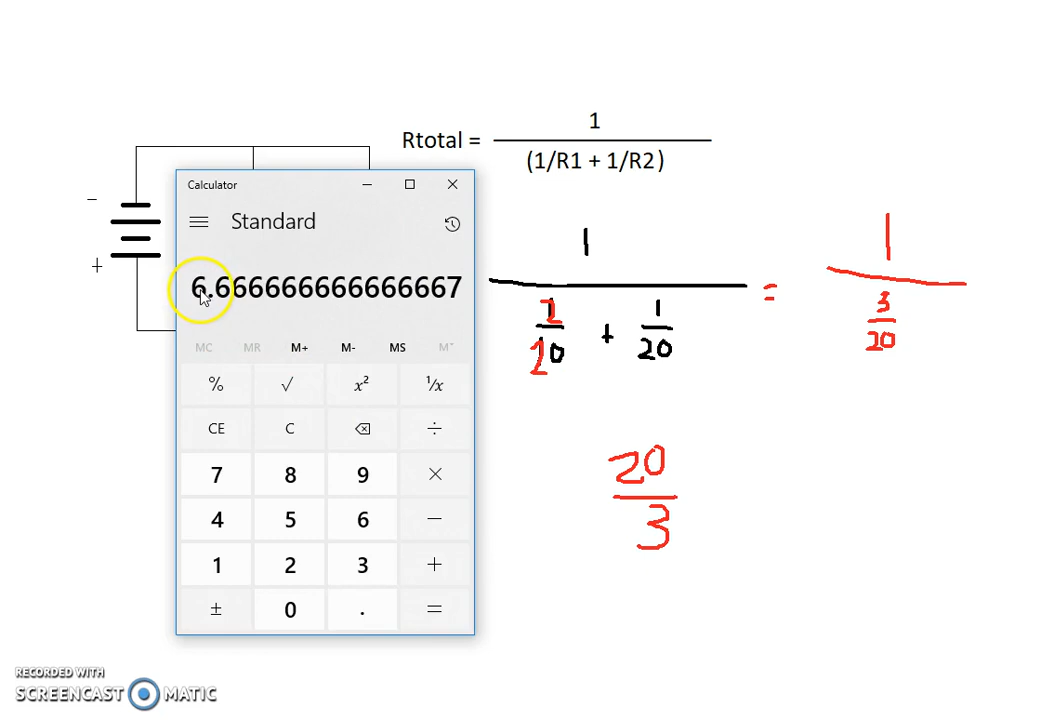 Rtotal =
1
(1/R1 + 1/R2)
Calculator
Standard
6.666666666666667
MC MR M+ M- MS M˅
% √ x² ¹/x
CE C ⌫ ÷
7 8 9 ×
4 5 6 −
1 2 3 +
± 0 . =
−
+
1
2
20
+
1
20
=
1
3
20
20
3
RECORDED WITH
SCREENCAST MATIC